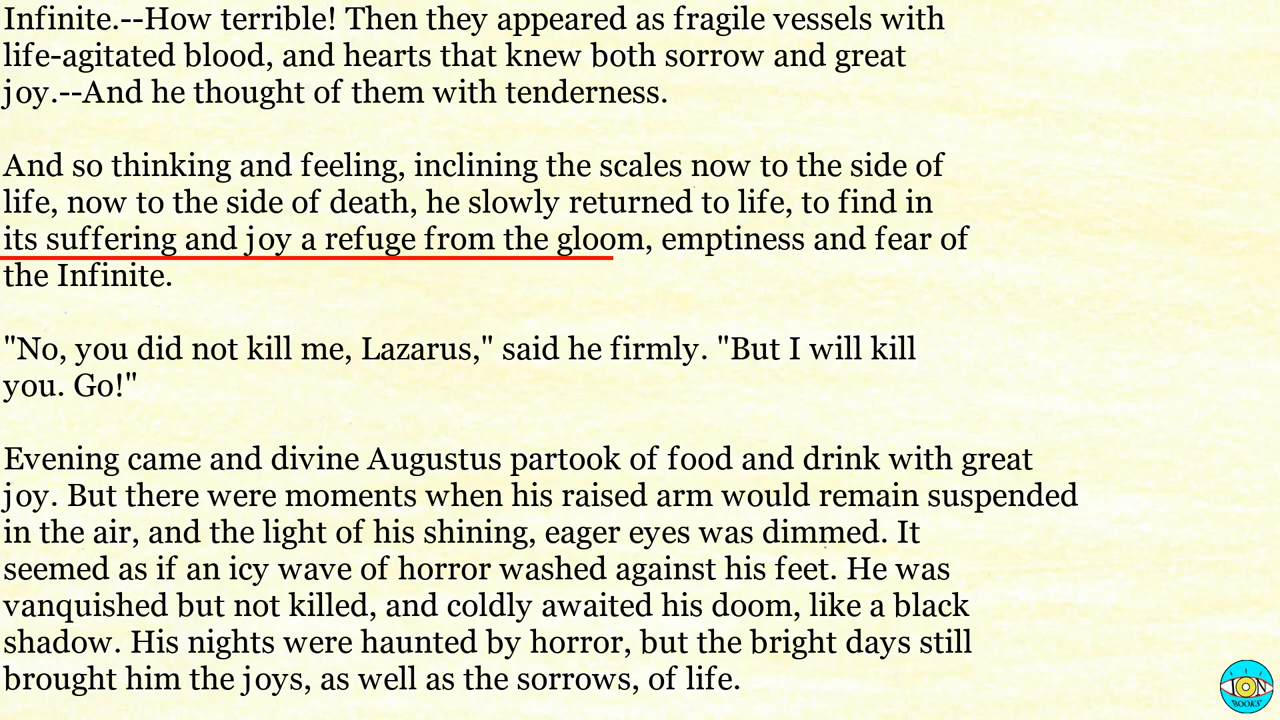 Infinite.--How terrible! Then they appeared as fragile vessels with
life-agitated blood, and hearts that knew both sorrow and great
joy.--And he thought of them with tenderness.
And so thinking and feeling, inclining the scales now to the side of
life, now to the side of death, he slowly returned to life, to find in
its suffering and joy a refuge from the gloom, emptiness and fear of
the Infinite.
"No, you did not kill me, Lazarus," said he firmly. "But I will kill
you. Go!"
Evening came and divine Augustus partook of food and drink with great
joy. But there were moments when his raised arm would remain suspended
in the air, and the light of his shining, eager eyes was dimmed. It
seemed as if an icy wave of horror washed against his feet. He was
vanquished but not killed, and coldly awaited his doom, like a black
shadow. His nights were haunted by horror, but the bright days still
brought him the joys, as well as the sorrows, of life.
ION
BOOKS